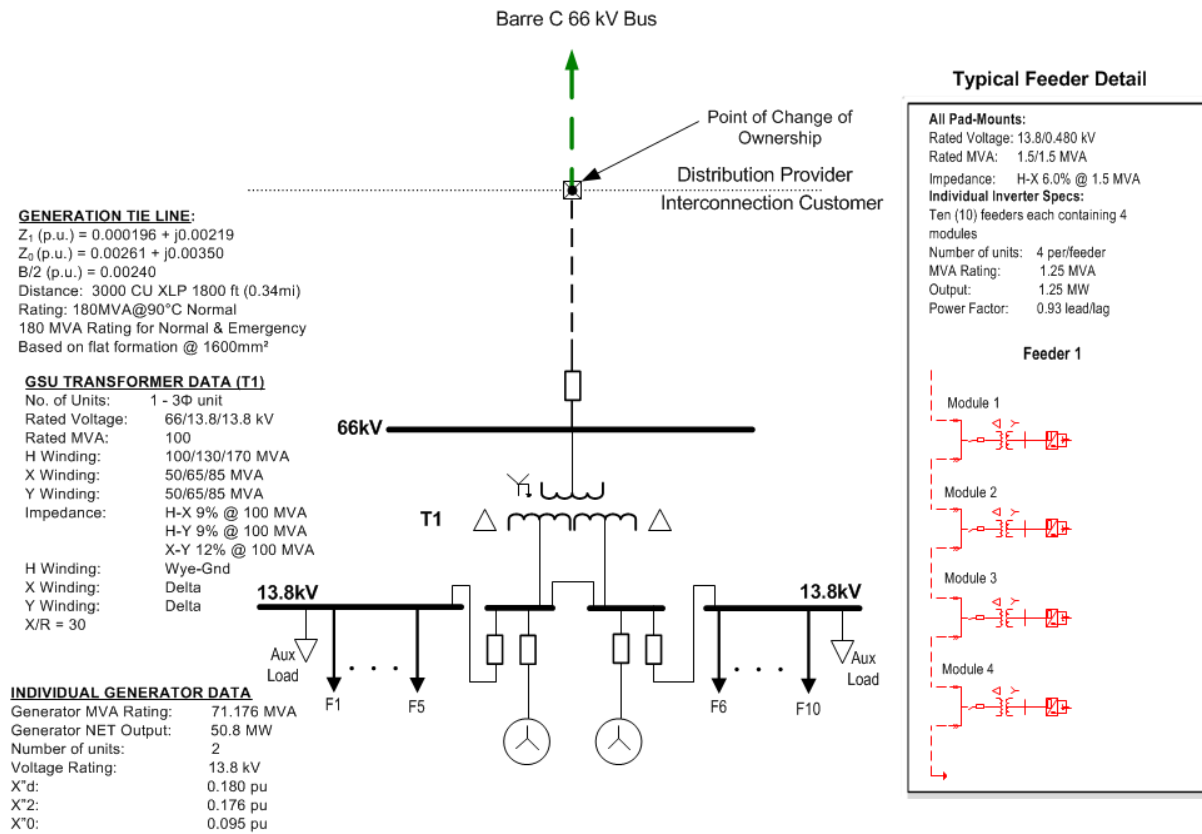 Barre C 66 kV Bus
Point of Change of
Ownership
Distribution Provider
Interconnection Customer
GENERATION TIE LINE:
Z₁ (p.u.) = 0.000196 + j0.00219
Z₀ (p.u.) = 0.00261 + j0.00350
B/2 (p.u.) = 0.00240
Distance: 3000 CU XLP 1800 ft (0.34mi)
Rating: 180MVA@90°C Normal
180 MVA Rating for Normal & Emergency
Based on flat formation @ 1600mm²
GSU TRANSFORMER DATA (T1)
No. of Units: 1 - 3Φ unit
Rated Voltage: 66/13.8/13.8 kV
Rated MVA: 100
H Winding: 100/130/170 MVA
X Winding: 50/65/85 MVA
Y Winding: 50/65/85 MVA
Impedance: H-X 9% @ 100 MVA
H-Y 9% @ 100 MVA
X-Y 12% @ 100 MVA
H Winding: Wye-Gnd
X Winding: Delta
Y Winding: Delta
X/R = 30
INDIVIDUAL GENERATOR DATA
Generator MVA Rating: 71.176 MVA
Generator NET Output: 50.8 MW
Number of units: 2
Voltage Rating: 13.8 kV
X"d: 0.180 pu
X"2: 0.176 pu
X"0: 0.095 pu
66kV
T1
13.8kV
13.8kV
Aux
Load
F1
F5
F6
F10
Aux
Load
Typical Feeder Detail
All Pad-Mounts:
Rated Voltage: 13.8/0.480 kV
Rated MVA: 1.5/1.5 MVA
Impedance: H-X 6.0% @ 1.5 MVA
Individual Inverter Specs:
Ten (10) feeders each containing 4
modules
Number of units: 4 per/feeder
MVA Rating: 1.25 MVA
Output: 1.25 MW
Power Factor: 0.93 lead/lag
Feeder 1
Module 1
Module 2
Module 3
Module 4